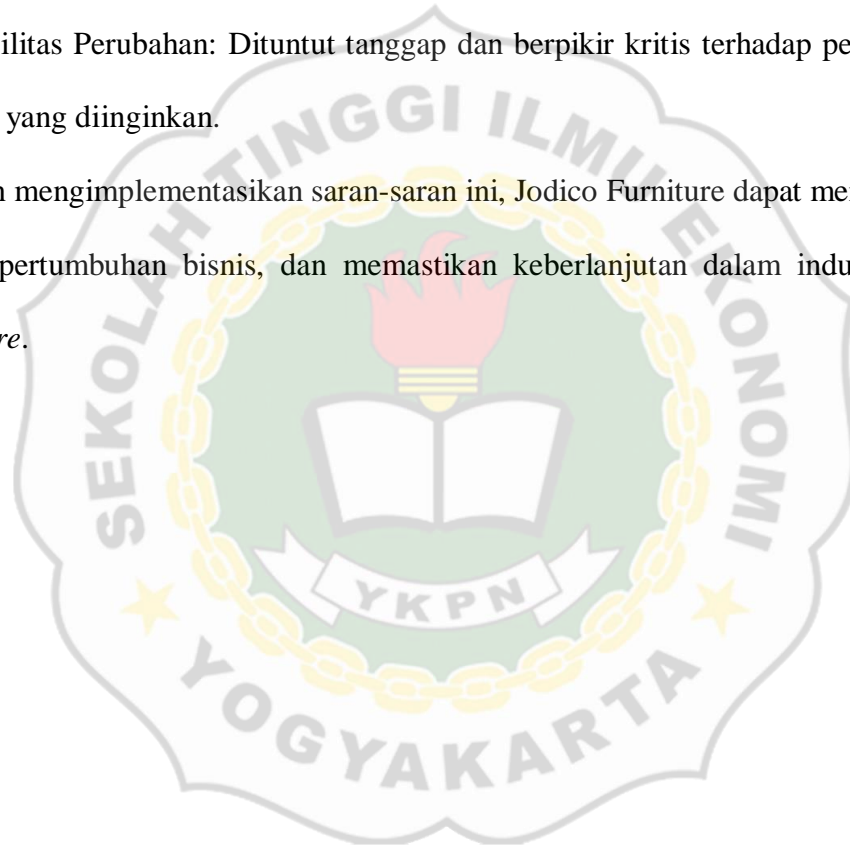 ilitas Perubahan: Dituntut tanggap dan berpikir kritis terhadap pe
yang diinginkan.
n mengimplementasikan saran-saran ini, Jodico Furniture dapat mer
pertumbuhan bisnis, dan memastikan keberlanjutan dalam indu
re.
SEKOLAH TINGGI ILMU EKONOMI
YKPN
YOGYAKARTA